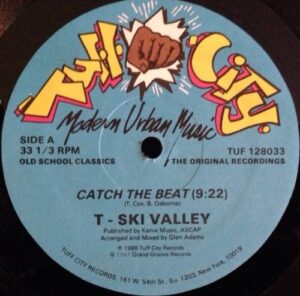 Tuff City
Modern Urban Music
SIDE A
33 1/3 RPM
TUF 128033
OLD SCHOOL CLASSICS
/ THE ORIGINAL RECORDINGS
CATCH THE BEAT (9:22)
(T. Cox, B. Osborne)
T - SKI VALLEY
Published by Kenia Music, ASCAP
Arranged and Mixed by Glen Adams
℗ 1988 Tuff City Records
© 1981 Grand Groove Records
TUFF CITY RECORDS, 161 W. 54th St., Su. 1203, New York, N.Y. 10019